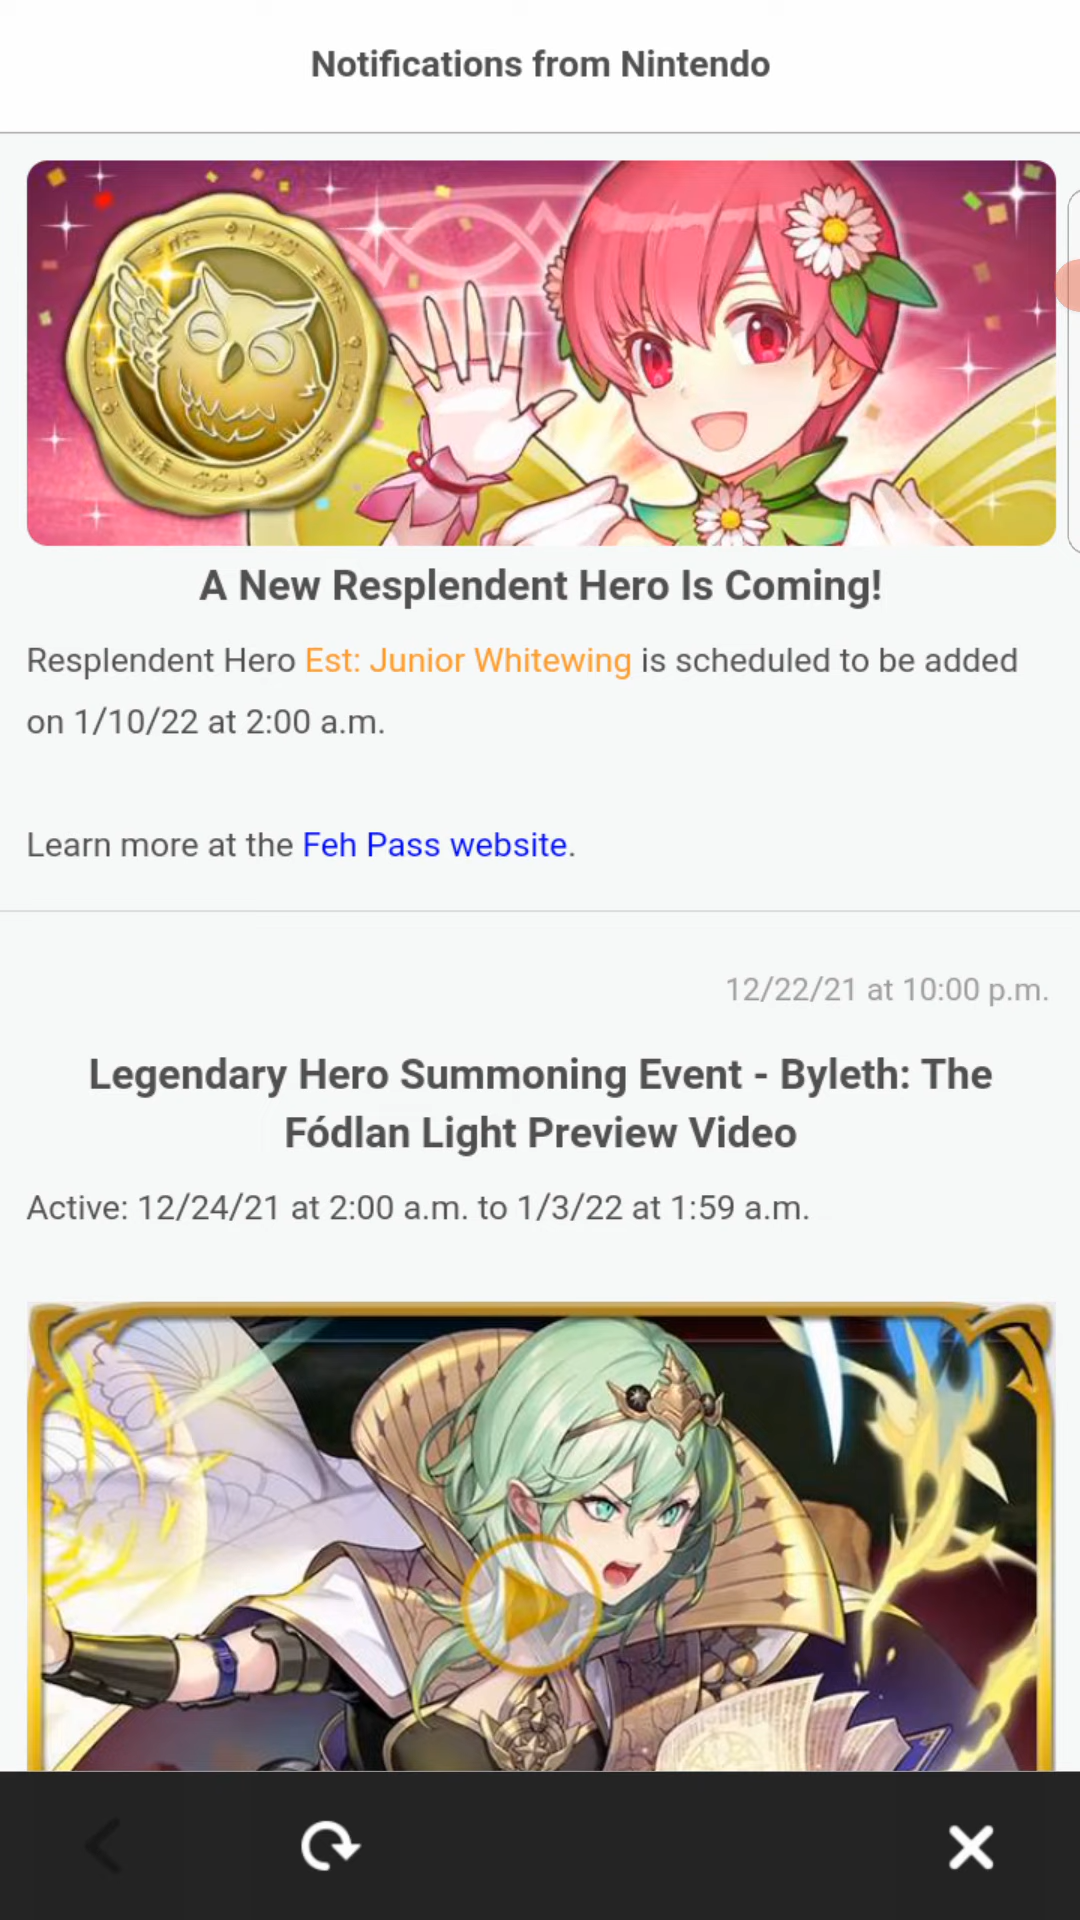 Notifications from Nintendo
A New Resplendent Hero Is Coming!
Resplendent Hero Est: Junior Whitewing is scheduled to be added
on 1/10/22 at 2:00 a.m.
Learn more at the Feh Pass website.
12/22/21 at 10:00 p.m.
Legendary Hero Summoning Event - Byleth: The
Fódlan Light Preview Video
Active: 12/24/21 at 2:00 a.m. to 1/3/22 at 1:59 a.m.